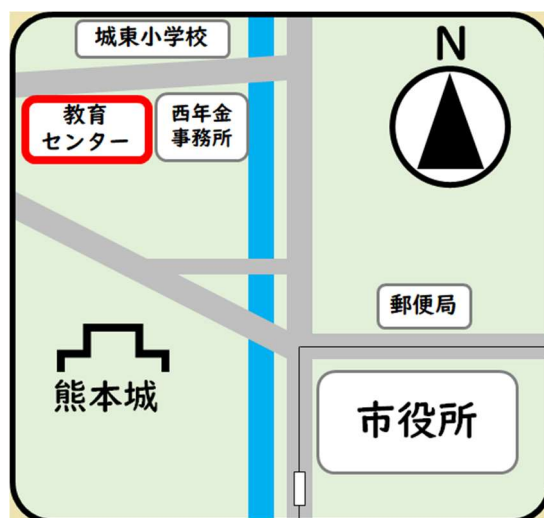 城東小学校
N
教育
センター
西年金
事務所
郵便局
熊本城
市役所